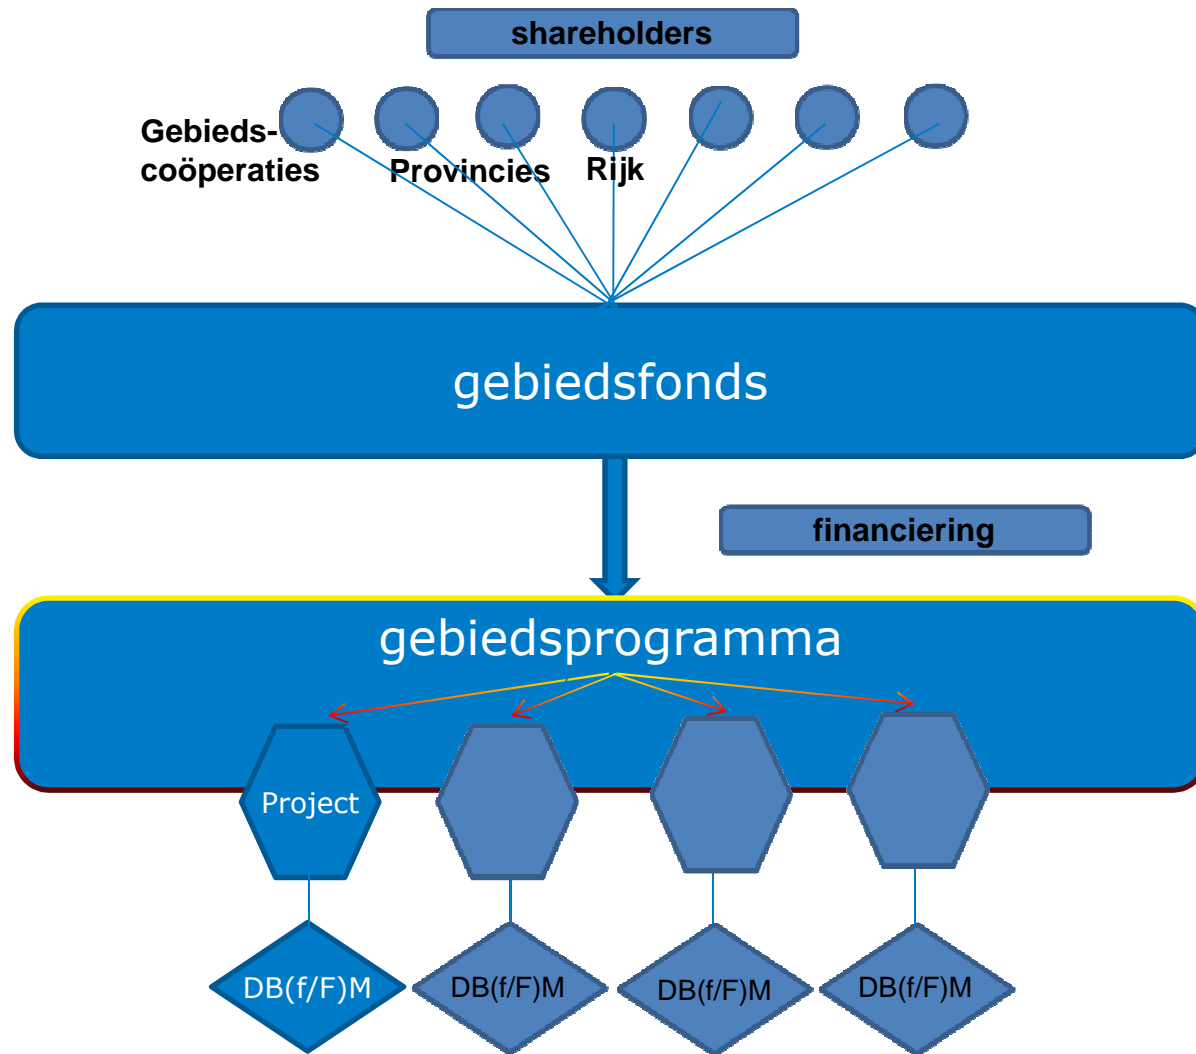 shareholders
Gebieds-
coöperaties
Provincies
Rijk
gebiedsfonds
financiering
gebiedsprogramma
Project
DB(f/F)M
DB(f/F)M
DB(f/F)M
DB(f/F)M